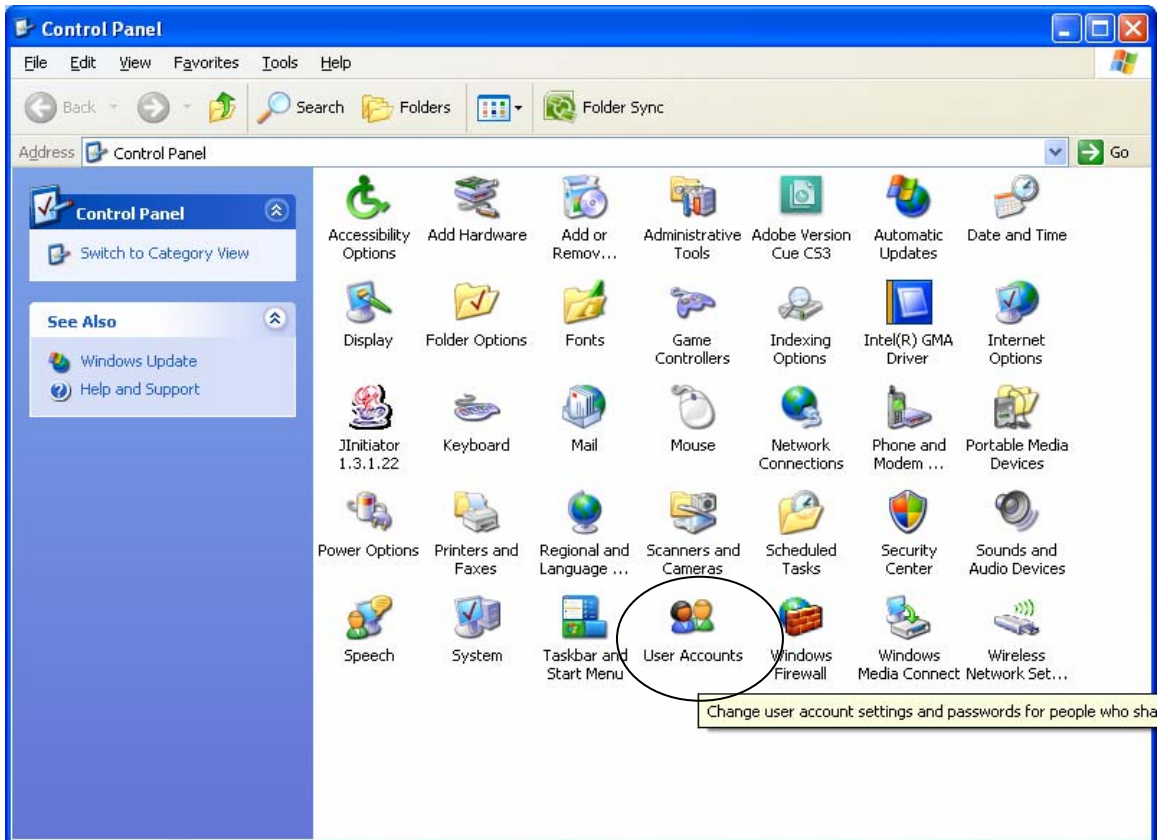 Control Panel
File Edit View Favorites Tools Help
Back Search Folders Folder Sync
Address Control Panel Go
Control Panel
Switch to Category View
See Also
Windows Update
Help and Support
Accessibility Options
Add Hardware
Add or Remov...
Administrative Tools
Adobe Version Cue CS3
Automatic Updates
Date and Time
Display
Folder Options
Fonts
Game Controllers
Indexing Options
Intel(R) GMA Driver
Internet Options
JInitiator 1.3.1.22
Keyboard
Mail
Mouse
Network Connections
Phone and Modem ...
Portable Media Devices
Power Options
Printers and Faxes
Regional and Language ...
Scanners and Cameras
Scheduled Tasks
Security Center
Sounds and Audio Devices
Speech
System
Taskbar and Start Menu
User Accounts
Windows Firewall
Windows Media Connect
Wireless Network Set...
Change user account settings and passwords for people who sha